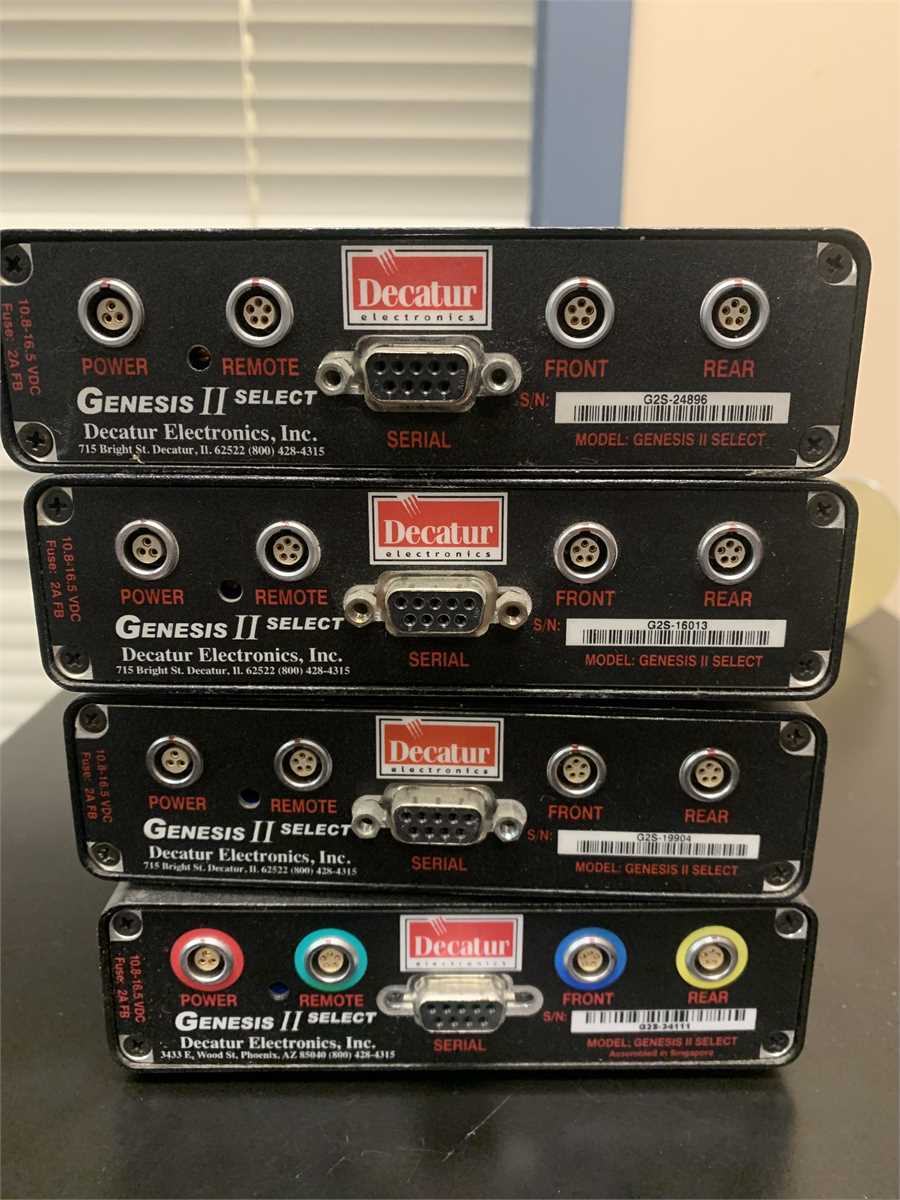 Decatur
electronics
10.8-16.5 VDC
Fuse: 2A FB
POWER
REMOTE
FRONT
REAR
GENESIS II SELECT
S/N:
G2S-24896
Decatur Electronics, Inc.
SERIAL
MODEL: GENESIS II SELECT
715 Bright St. Decatur, Il. 62522 (800) 428-4315
Decatur
electronics
10.8-16.5 VDC
Fuse: 2A FB
POWER
REMOTE
FRONT
REAR
GENESIS II SELECT
S/N:
G2S-16013
Decatur Electronics, Inc.
SERIAL
MODEL: GENESIS II SELECT
715 Bright St. Decatur, Il. 62522 (800) 428-4315
Decatur
electronics
10.8-16.5 VDC
Fuse: 2A FB
POWER
REMOTE
FRONT
REAR
GENESIS II SELECT
S/N:
G2S-19904
Decatur Electronics, Inc.
SERIAL
MODEL: GENESIS II SELECT
715 Bright St. Decatur, Il. 62522 (800) 428-4315
Decatur
electronics
10.8-16.5 VDC
Fuse: 2A FB
POWER
REMOTE
FRONT
REAR
GENESIS II SELECT
S/N:
G2S-34111
Decatur Electronics, Inc.
SERIAL
MODEL: GENESIS II SELECT
3433 E, Wood St, Phoenix, AZ 85040 (800) 428-4315
Assembled in Singapore